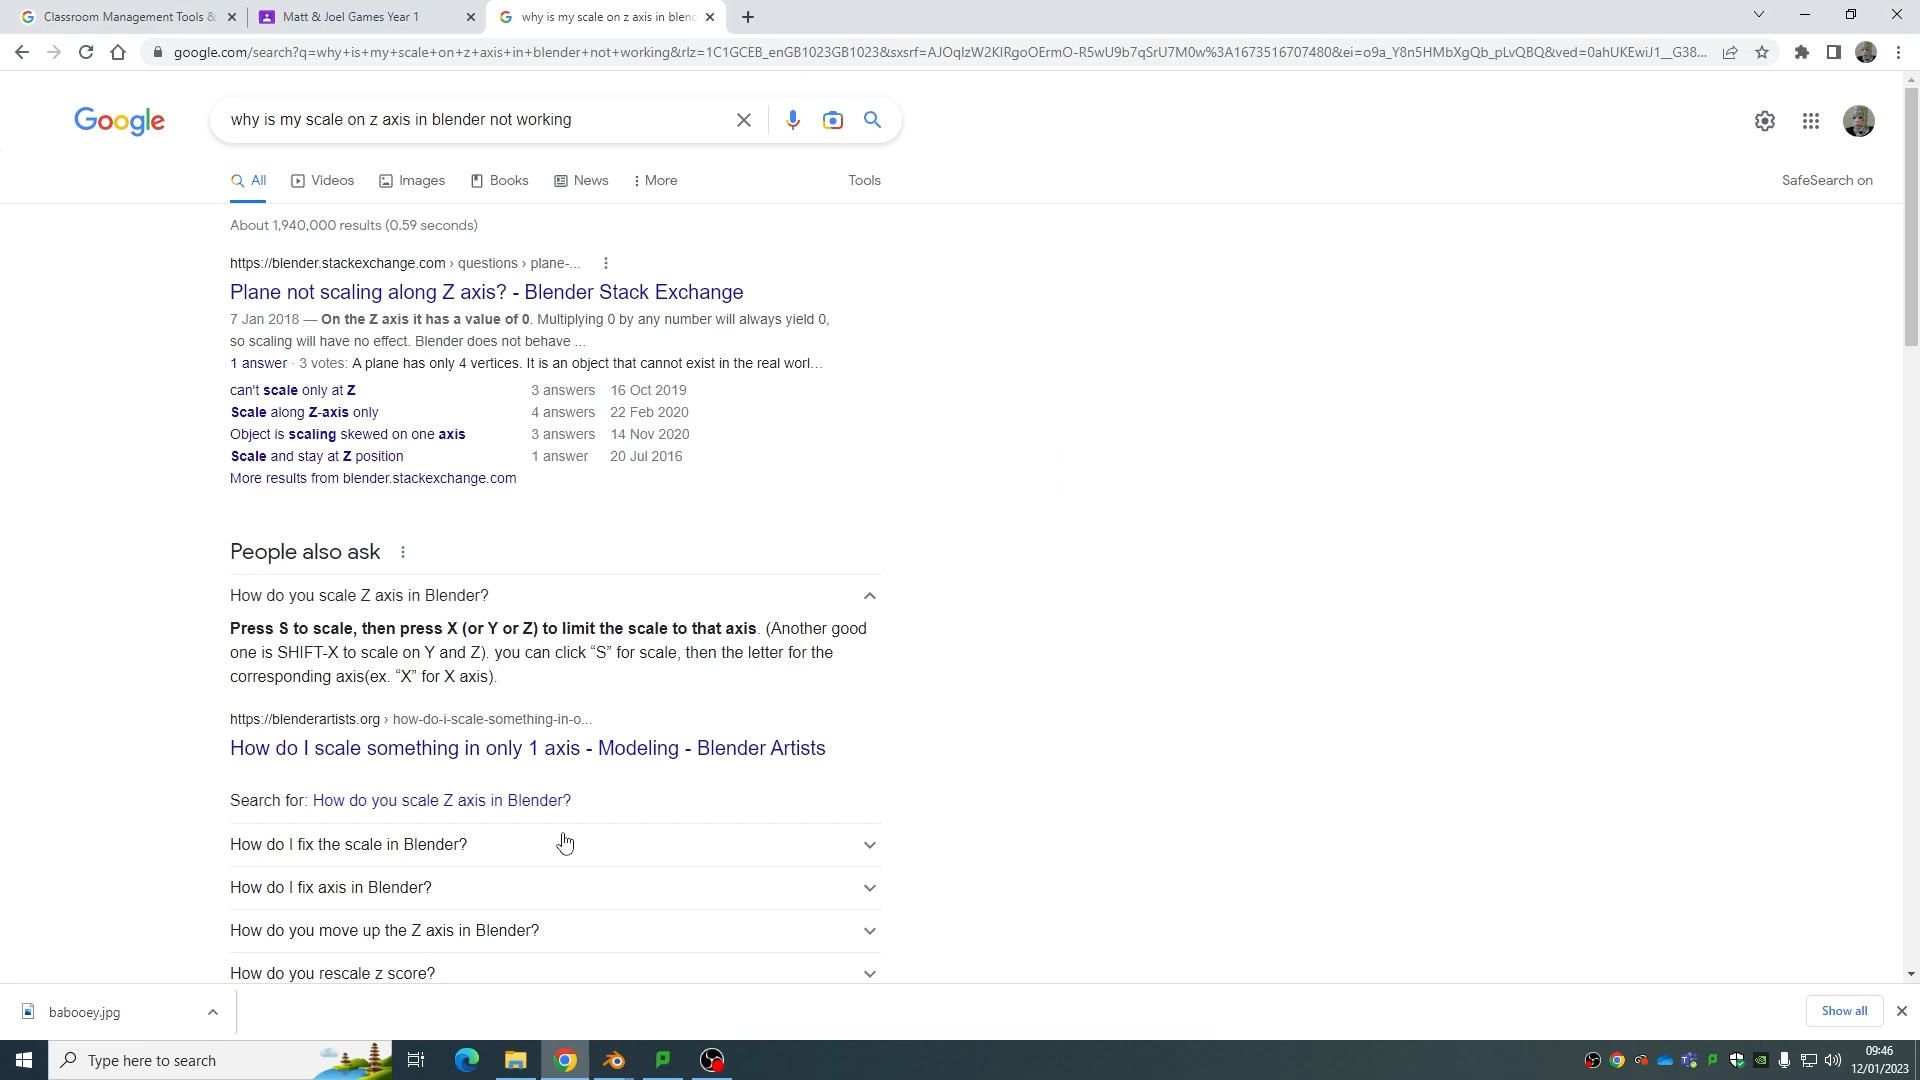 Classroom Management Tools &
Matt & Joel Games Year 1
why is my scale on z axis in blend
google.com/search?q=why+is+my+scale+on+z+axis+in+blender+not+working&rlz=1C1GCEB_enGB1023GB1023&sxsrf=AJOqlzW2KIRgoOErmO-R5wU9b7qSrU7M0w%3A1673516707480&ei=o9a_Y8n5HMbXgQb_pLvQBQ&ved=0ahUKEwiJ1__G38...
Google
why is my scale on z axis in blender not working
All
Videos
Images
Books
News
More
Tools
SafeSearch on
About 1,940,000 results (0.59 seconds)
https://blender.stackexchange.com › questions › plane-...
Plane not scaling along Z axis? - Blender Stack Exchange
7 Jan 2018 — On the Z axis it has a value of 0. Multiplying 0 by any number will always yield 0,
so scaling will have no effect. Blender does not behave ...
1 answer · 3 votes: A plane has only 4 vertices. It is an object that cannot exist in the real worl...
can't scale only at Z 3 answers 16 Oct 2019
Scale along Z-axis only 4 answers 22 Feb 2020
Object is scaling skewed on one axis 3 answers 14 Nov 2020
Scale and stay at Z position 1 answer 20 Jul 2016
More results from blender.stackexchange.com
People also ask
How do you scale Z axis in Blender?
Press S to scale, then press X (or Y or Z) to limit the scale to that axis. (Another good
one is SHIFT-X to scale on Y and Z). you can click “S” for scale, then the letter for the
corresponding axis(ex. “X” for X axis).
https://blenderartists.org › how-do-i-scale-something-in-o...
How do I scale something in only 1 axis - Modeling - Blender Artists
Search for: How do you scale Z axis in Blender?
How do I fix the scale in Blender?
How do I fix axis in Blender?
How do you move up the Z axis in Blender?
How do you rescale z score?
babooey.jpg
Show all
Type here to search
09:46
12/01/2023